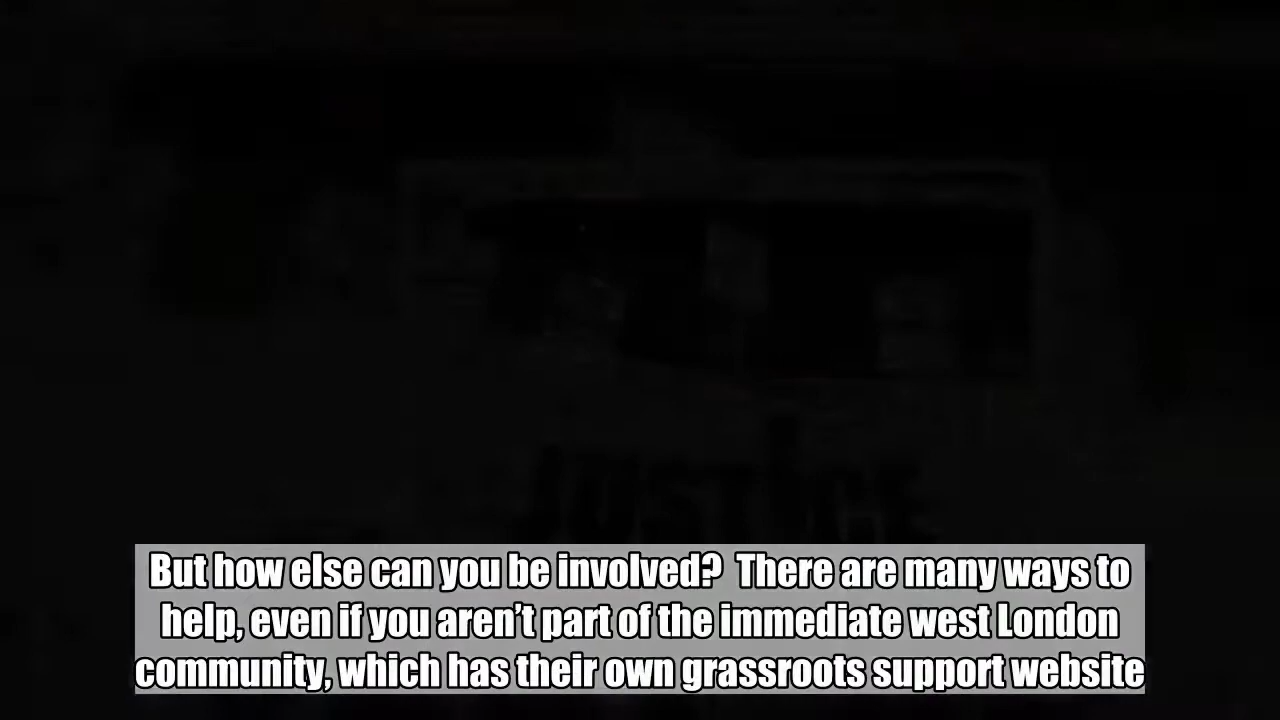 JUSTICE
But how else can you be involved?  There are many ways to
help, even if you aren’t part of the immediate west London
community, which has their own grassroots support website